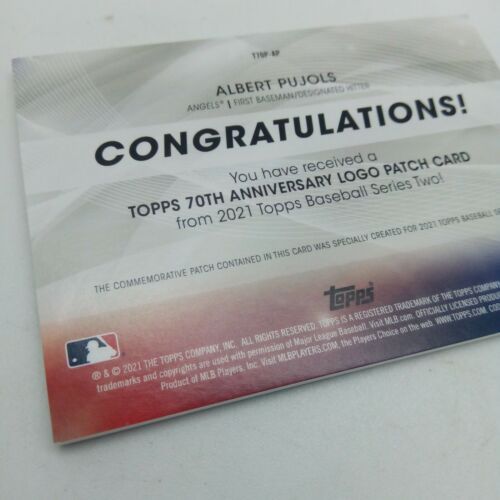 T70P-AP
ALBERT PUJOLS
ANGELS® | FIRST BASEMAN/DESIGNATED HITTER
CONGRATULATIONS!
You have received a
TOPPS 70TH ANNIVERSARY LOGO PATCH CARD
from 2021 Topps Baseball Series Two!
THE COMMEMORATIVE PATCH CONTAINED IN THIS CARD WAS SPECIALLY CREATED FOR 2021 TOPPS BASEBALL
topps
® & © 2021 THE TOPPS COMPANY, INC. ALL RIGHTS RESERVED. TOPPS IS A REGISTERED TRADEMARK OF THE TOPPS COMPANY
trademarks and copyrights used with permission of Major League Baseball. Visit MLB.com. OFFICIALLY LICENSED PRODUCT
Product of MLB Players, Inc. Visit MLBPLAYERS.com, the Players Choice on the web WWW.TOPPS.COM.